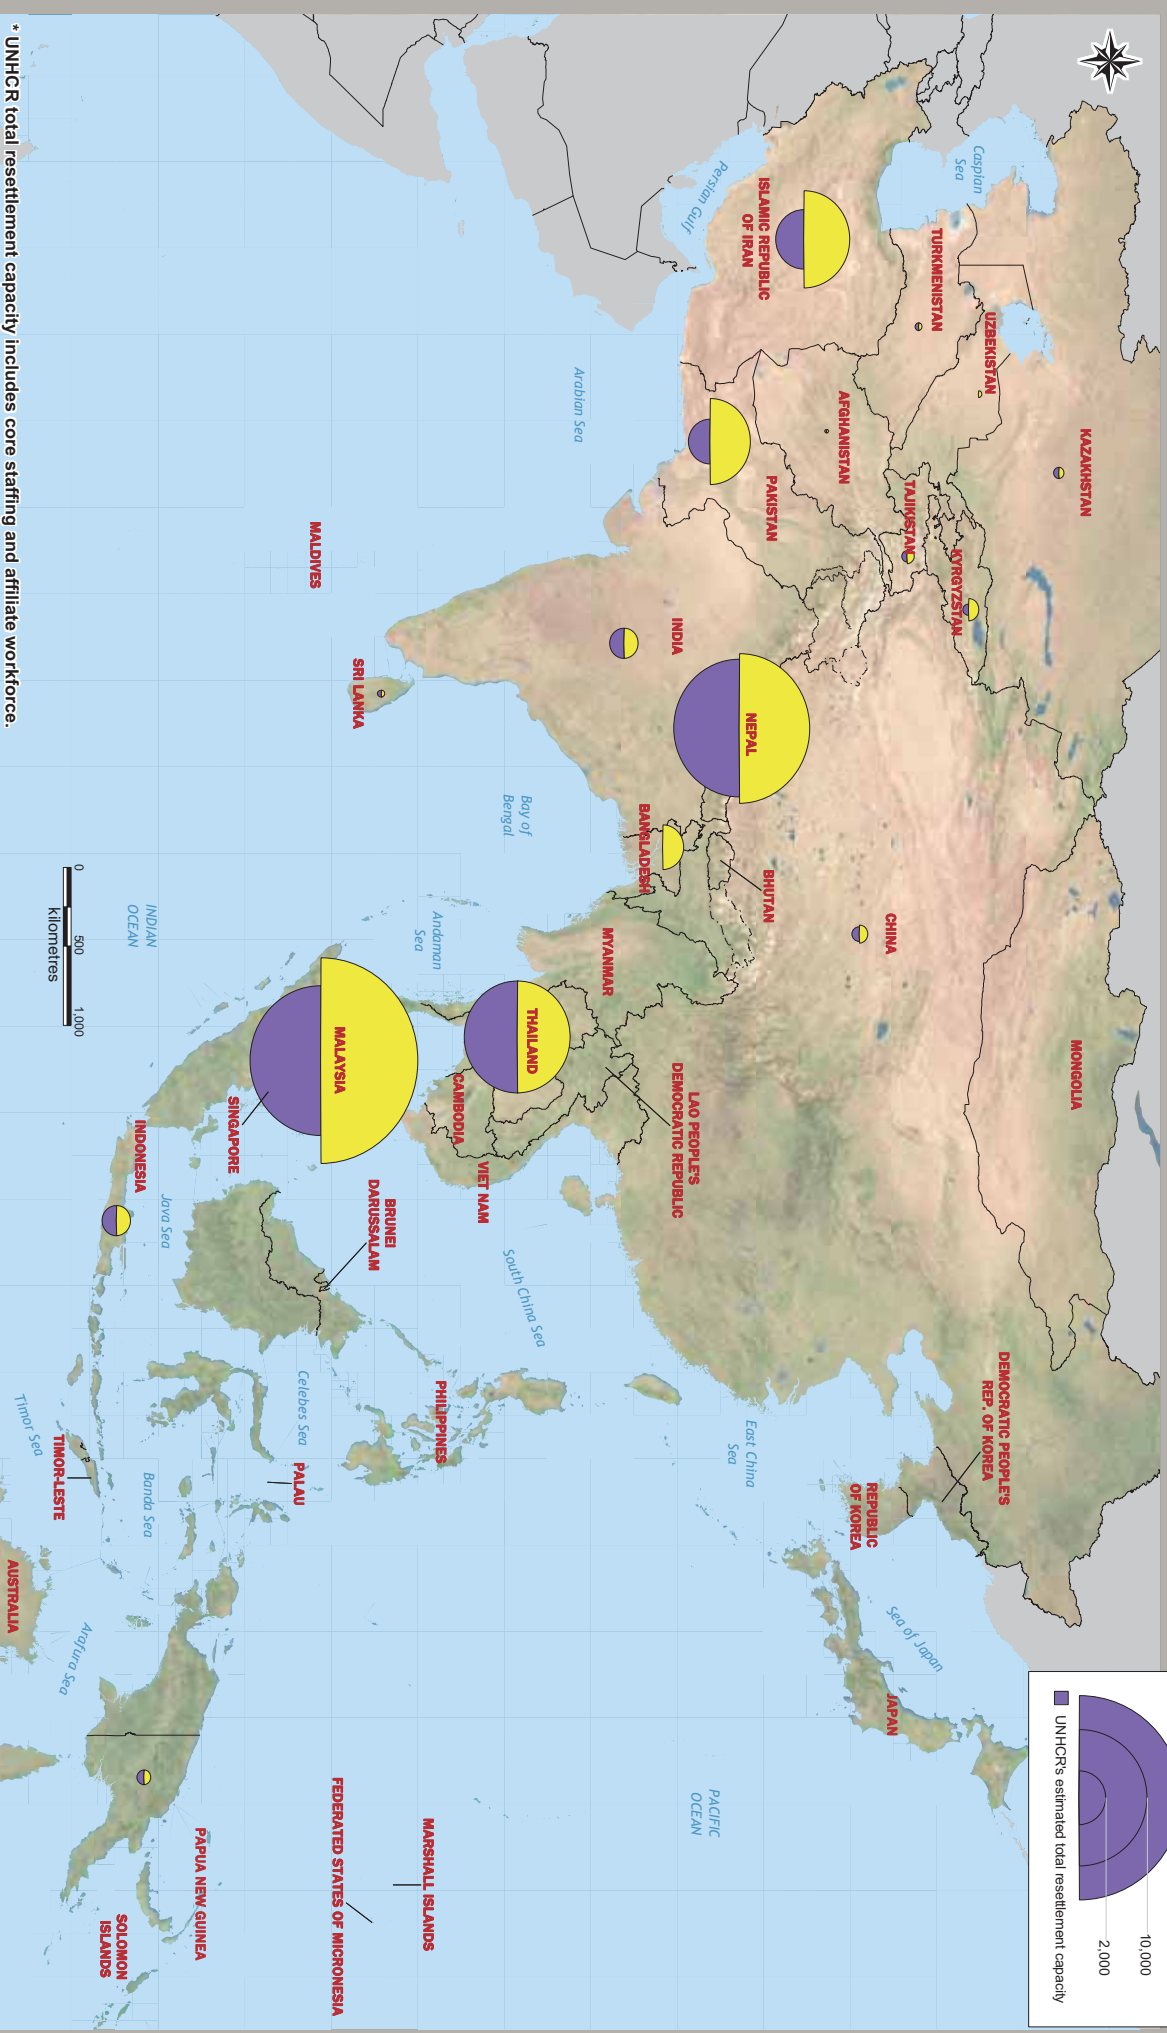 10,000
2,000
UNHCR's estimated total resettlement capacity
Caspian
Sea
TURKMENISTAN
UZBEKISTAN
KAZAKHSTAN
ISLAMIC REPUBLIC
OF IRAN
Persian Gulf
AFGHANISTAN
TAJIKISTAN
KYRGYZSTAN
PAKISTAN
Arabian Sea
MALDIVES
INDIA
SRI LANKA
NEPAL
BANGLADESH
BHUTAN
Bay of
Bengal
CHINA
MONGOLIA
MYANMAR
Andaman
Sea
INDIAN
OCEAN
THAILAND
LAO PEOPLE'S
DEMOCRATIC REPUBLIC
CAMBODIA
VIET NAM
MALAYSIA
SINGAPORE
BRUNEI
DARUSSALAM
INDONESIA
Java Sea
South China Sea
DEMOCRATIC PEOPLE'S
REP. OF KOREA
REPUBLIC
OF KOREA
East China
Sea
Sea of Japan
JAPAN
PHILIPPINES
Celebes Sea
PALAU
Banda Sea
Timor Sea
TIMOR-LESTE
AUSTRALIA
Arafura Sea
PACIFIC
OCEAN
MARSHALL ISLANDS
FEDERATED STATES OF MICRONESIA
PAPUA NEW GUINEA
SOLOMON
ISLANDS
0 500 1,000
kilometres
* UNHCR total resettlement capacity includes core staffing and affiliate workforce.